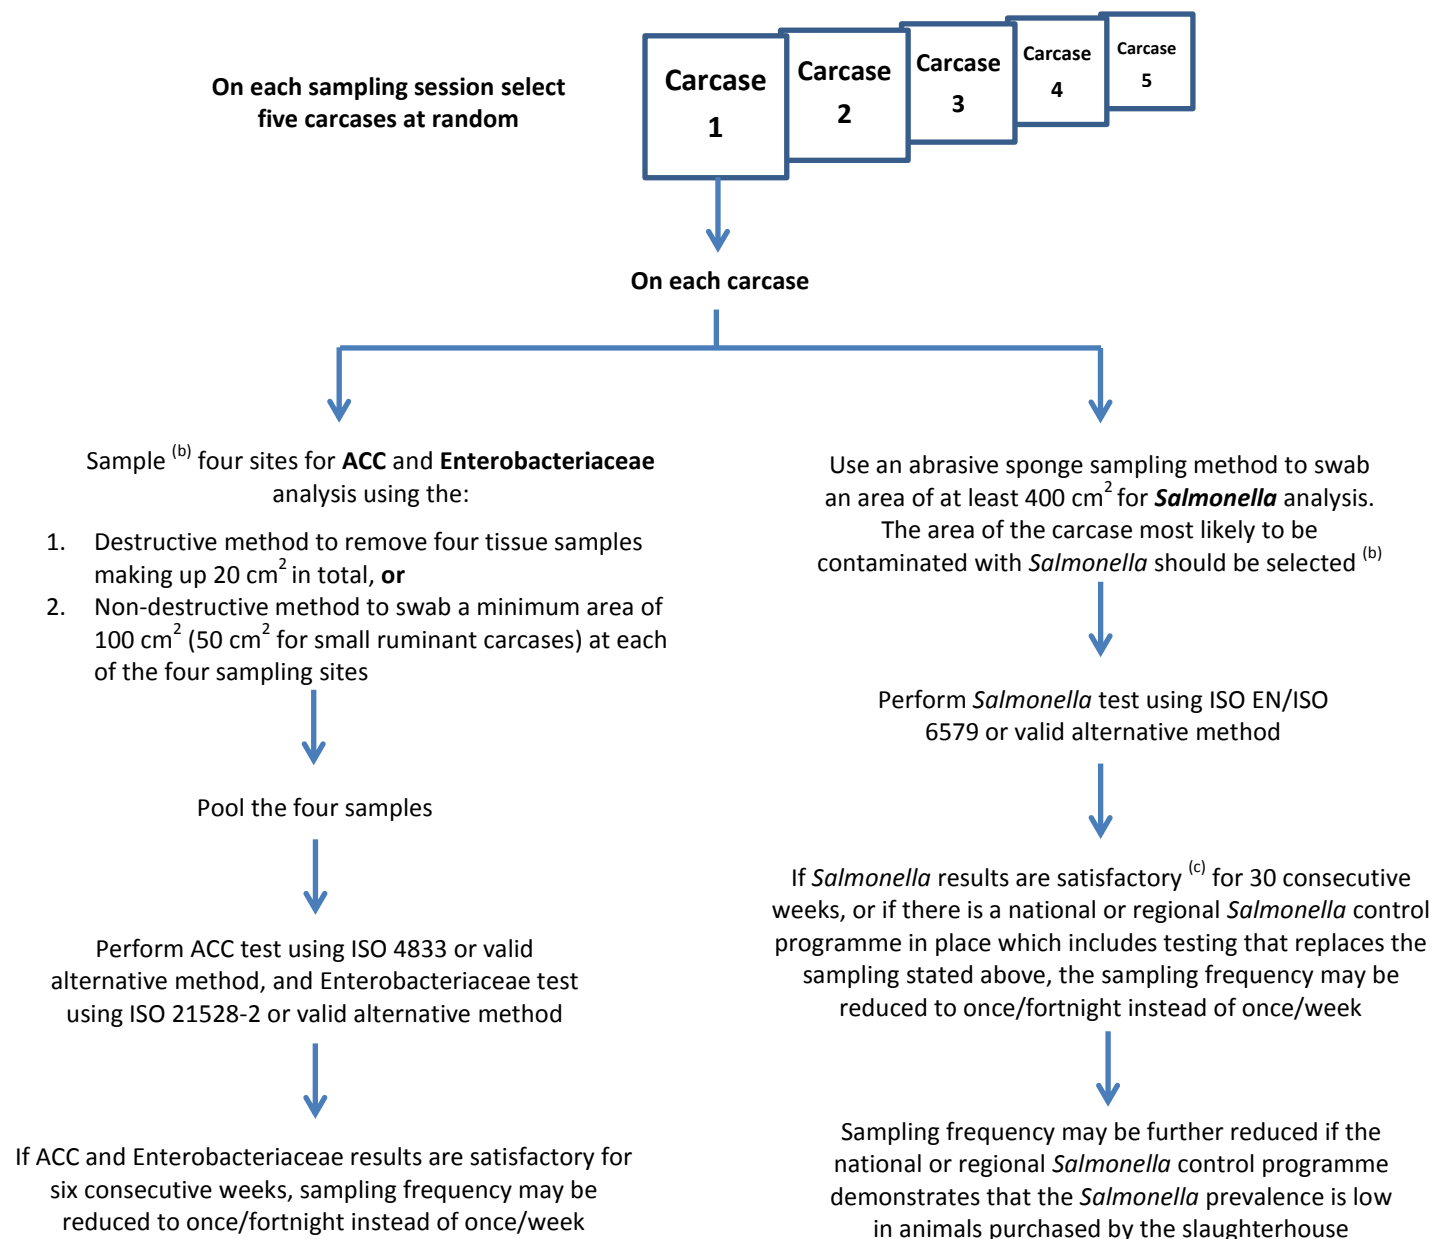 On each sampling session select
five carcases at random
Carcase
1
Carcase
2
Carcase
3
Carcase
4
Carcase
5
On each carcase
Sample (b) four sites for ACC and Enterobacteriaceae
analysis using the:
1. Destructive method to remove four tissue samples
making up 20 cm2 in total, or
2. Non-destructive method to swab a minimum area of
100 cm2 (50 cm2 for small ruminant carcases) at each
of the four sampling sites
Pool the four samples
Perform ACC test using ISO 4833 or valid
alternative method, and Enterobacteriaceae test
using ISO 21528-2 or valid alternative method
If ACC and Enterobacteriaceae results are satisfactory for
six consecutive weeks, sampling frequency may be
reduced to once/fortnight instead of once/week
Use an abrasive sponge sampling method to swab
an area of at least 400 cm2 for Salmonella analysis.
The area of the carcase most likely to be
contaminated with Salmonella should be selected (b)
Perform Salmonella test using ISO EN/ISO
6579 or valid alternative method
If Salmonella results are satisfactory (c) for 30 consecutive
weeks, or if there is a national or regional Salmonella control
programme in place which includes testing that replaces the
sampling stated above, the sampling frequency may be
reduced to once/fortnight instead of once/week
Sampling frequency may be further reduced if the
national or regional Salmonella control programme
demonstrates that the Salmonella prevalence is low
in animals purchased by the slaughterhouse